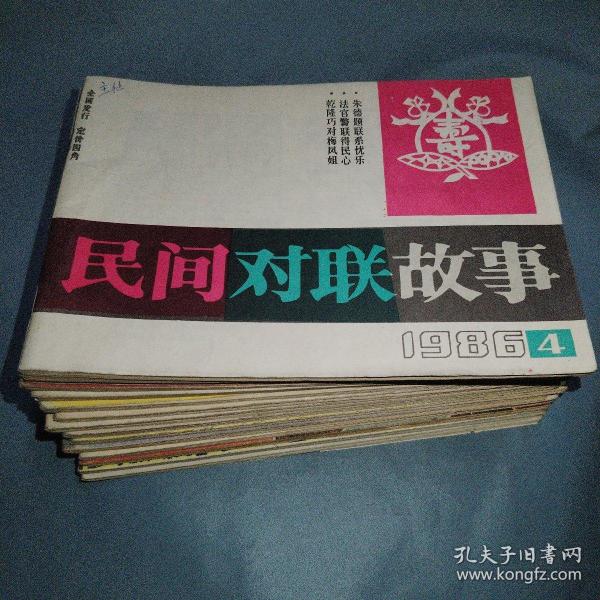 全国发行 定价四角
朱德题联系忧乐
法官警联得民心
乾隆巧对梅凤姐
寿
民间对联故事
1986 4
孔夫子旧书网
www.kongfz.com